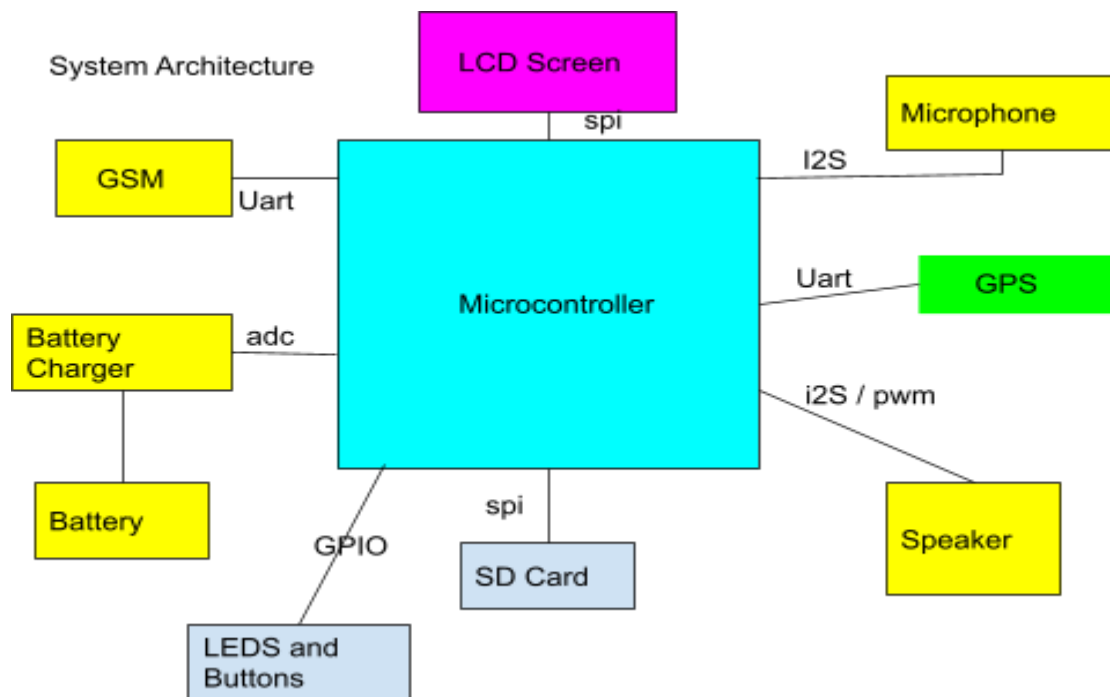 System Architecture
LCD Screen
spi
Microphone
I2S
GSM
Uart
Uart
GPS
Microcontroller
Battery
Charger
adc
i2S / pwm
Battery
spi
GPIO
Speaker
SD Card
LEDS and
Buttons